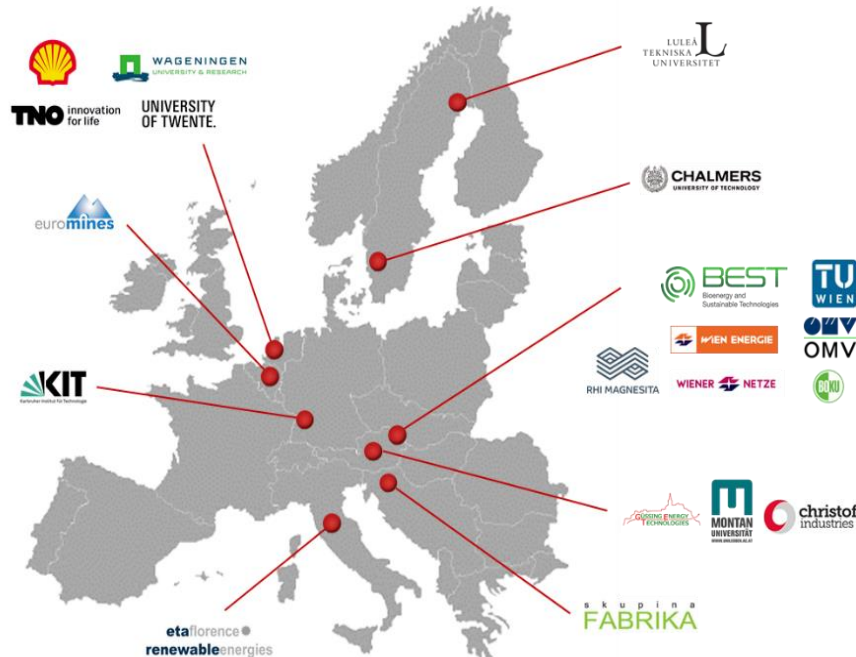 WAGENINGEN
UNIVERSITY & RESEARCH
TNO innovation
for life
UNIVERSITY
OF TWENTE.
euromines
KIT
Karlsruher Institut für Technologie
etaflorence
renewableenergies
LULEÅ
TEKNISKA
UNIVERSITET
L
CHALMERS
UNIVERSITY OF TECHNOLOGY
BEST
Bioenergy and
Sustainable Technologies
TU
WIEN
WIEN ENERGIE
OMV
OMV
RHI MAGNESITA
WIENER NETZE
BOKU
GÜSSING ENERGY
TECHNOLOGIES
MONTAN
UNIVERSITÄT
christof
industries
skupina
FABRIKA